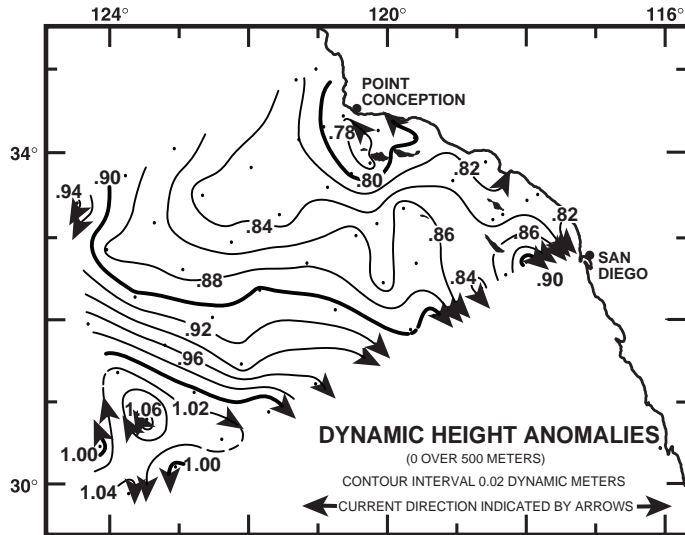 124° 120° 116°
POINT
CONCEPTION
.78
34°
.80
.82
.94
.90
.84
.82
.86
.86
SAN
DIEGO
.88
.84
.90
.92
.96
1.06
1.02
DYNAMIC HEIGHT ANOMALIES
(0 OVER 500 METERS)
1.00
1.00
CONTOUR INTERVAL 0.02 DYNAMIC METERS
30°
1.04
CURRENT DIRECTION INDICATED BY ARROWS